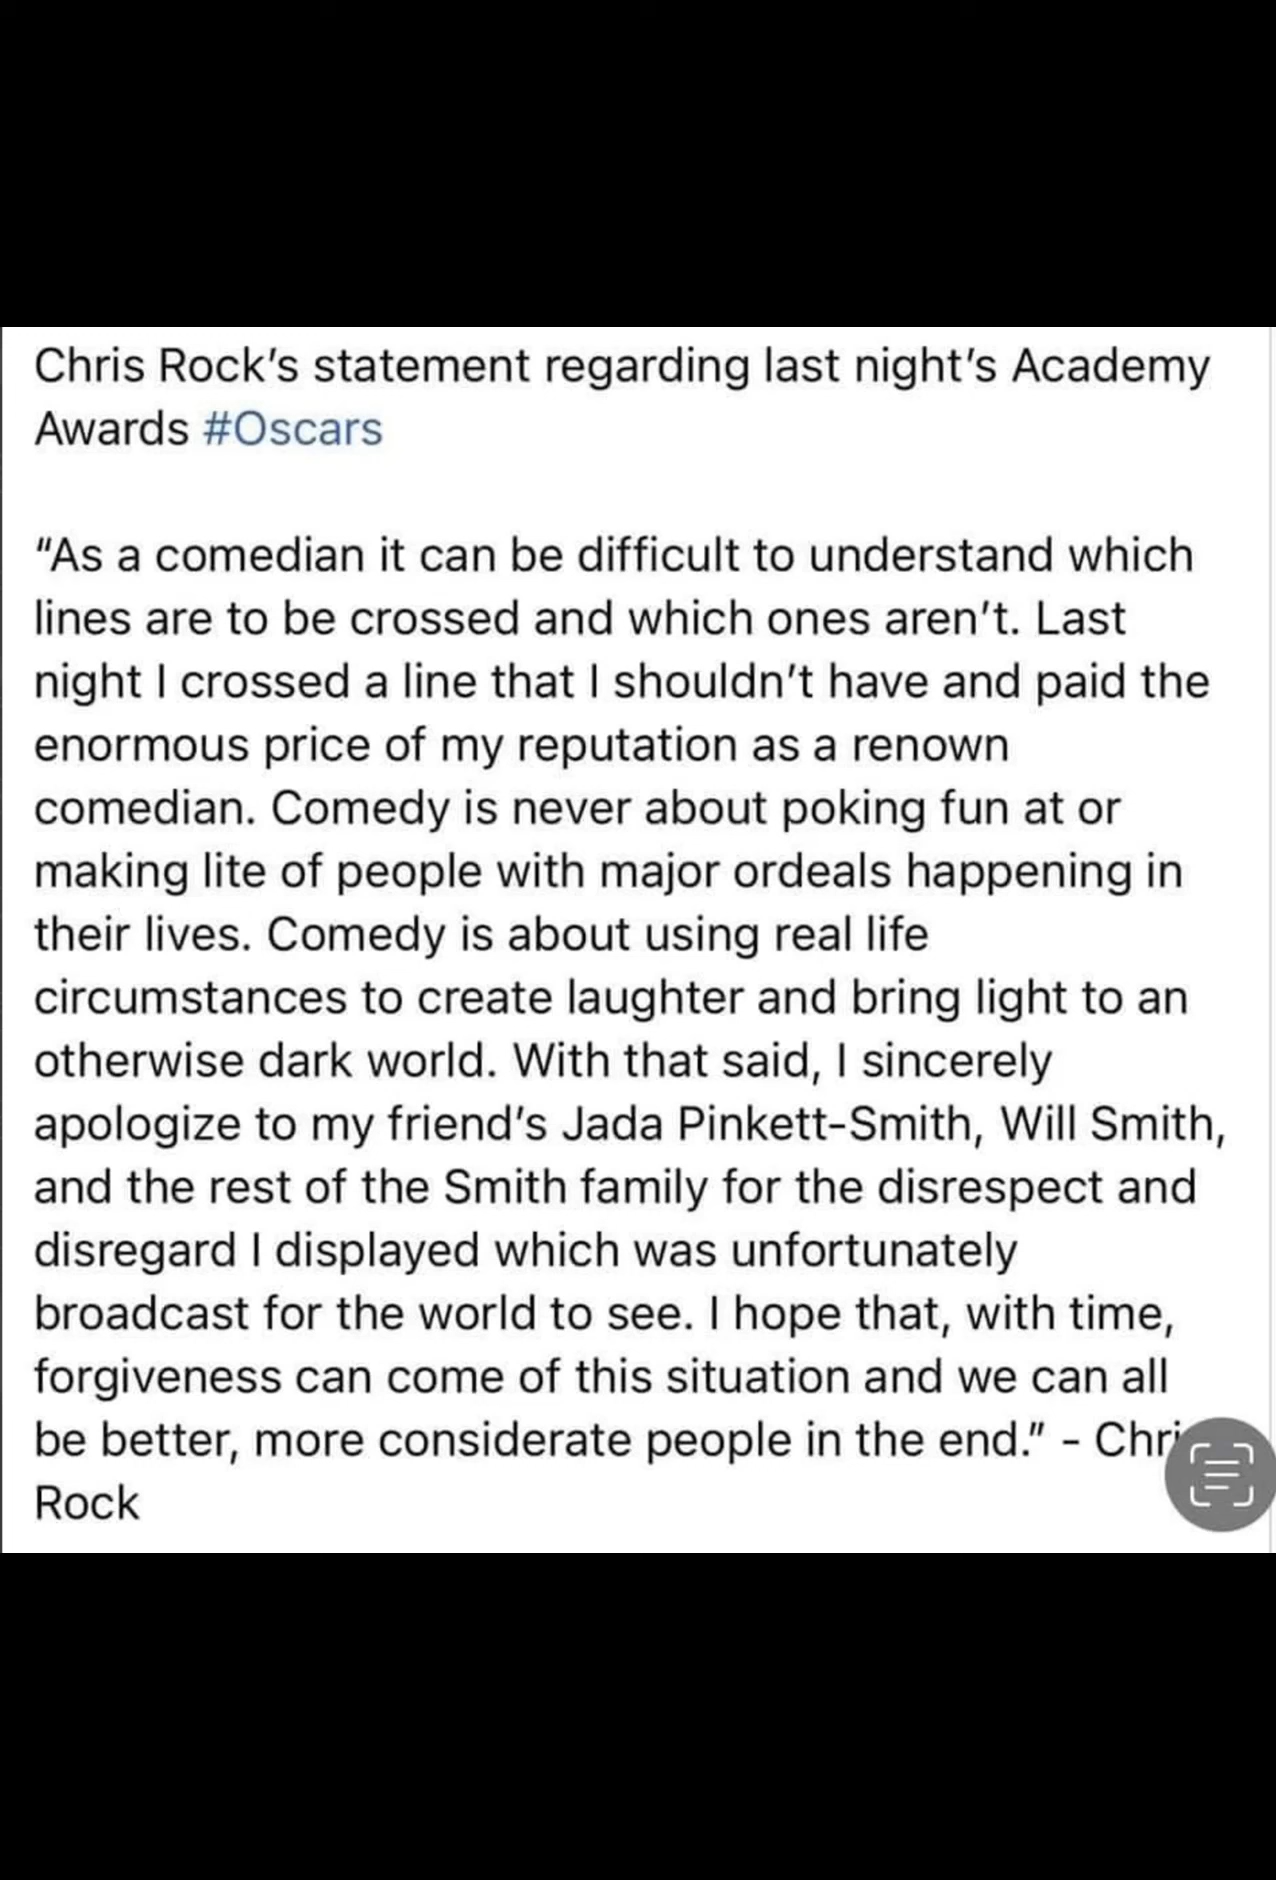 Chris Rock's statement regarding last night's Academy
Awards #Oscars
"As a comedian it can be difficult to understand which
lines are to be crossed and which ones aren't. Last
night I crossed a line that I shouldn't have and paid the
enormous price of my reputation as a renown
comedian. Comedy is never about poking fun at or
making lite of people with major ordeals happening in
their lives. Comedy is about using real life
circumstances to create laughter and bring light to an
otherwise dark world. With that said, I sincerely
apologize to my friend's Jada Pinkett-Smith, Will Smith,
and the rest of the Smith family for the disrespect and
disregard I displayed which was unfortunately
broadcast for the world to see. I hope that, with time,
forgiveness can come of this situation and we can all
be better, more considerate people in the end." - Chri
Rock